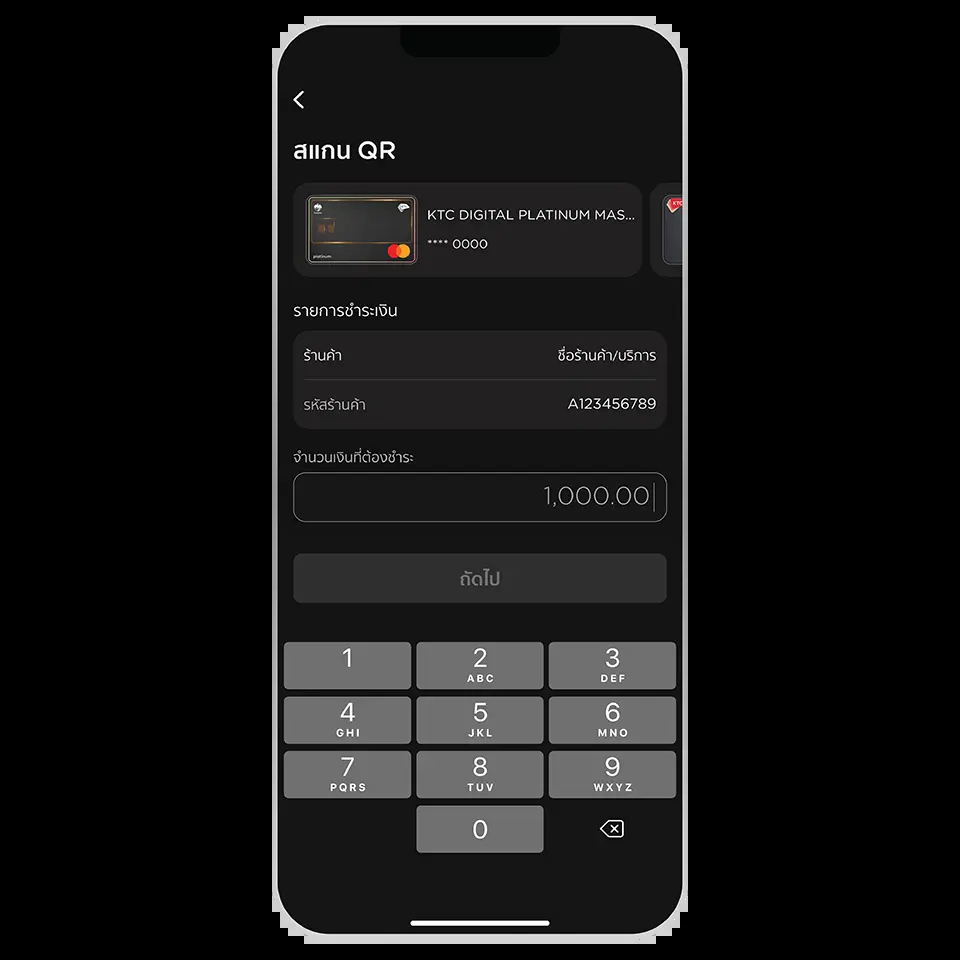 สแกน QR
KTC DIGITAL PLATINUM MAS...
**** 0000
platinum
KTC
รายการชำระเงิน
ร้านค้า ชื่อร้านค้า/บริการ
รหัสร้านค้า A123456789
จำนวนเงินที่ต้องชำระ
1,000.00
ถัดไป
1 2 3
ABC DEF
4 5 6
GHI JKL MNO
7 8 9
PQRS TUV WXYZ
0